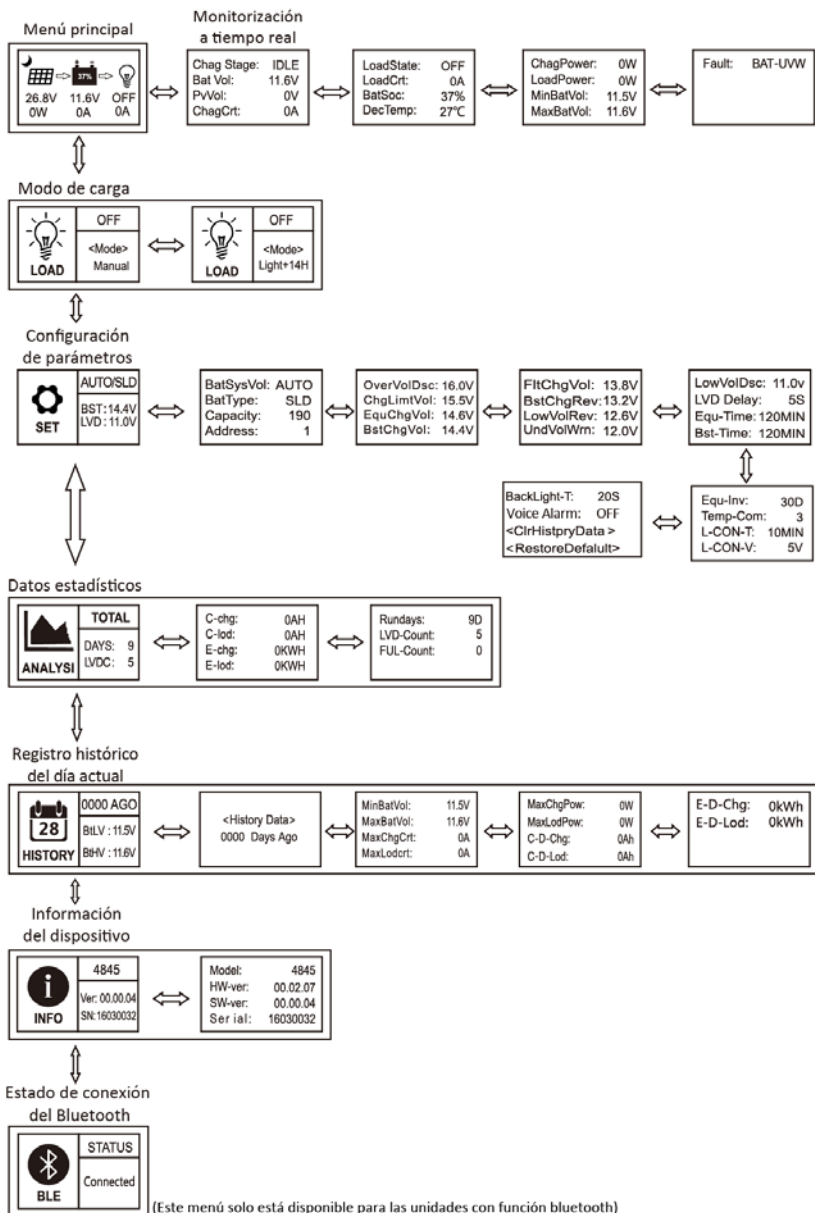 Menú principal
Monitorización
a tiempo real
37%
26.8V 11.6V OFF
0W 0A 0A
Chag Stage: IDLE
Bat Vol: 11.6V
PvVol: 0V
ChagCrt: 0A
LoadState: OFF
LoadCrt: 0A
BatSoc: 37%
DecTemp: 27℃
ChagPower: 0W
LoadPower: 0W
MinBatVol: 11.5V
MaxBatVol: 11.6V
Fault: BAT-UVW
Modo de carga
LOAD
OFF
<Mode>
Manual
LOAD
OFF
<Mode>
Light+14H
Configuración
de parámetros
SET
AUTO/SLD
BST:14.4V
LVD:11.0V
BatSysVol: AUTO
BatType: SLD
Capacity: 190
Address: 1
OverVolDsc: 16.0V
ChgLimtVol: 15.5V
EquChgVol: 14.6V
BstChgVol: 14.4V
FltChgVol: 13.8V
BstChgRev:13.2V
LowVolRev: 12.6V
UndVolWrn: 12.0V
LowVolDsc: 11.0v
LVD Delay: 5S
Equ-Time:120MIN
Bst-Time: 120MIN
BackLight-T: 20S
Voice Alarm: OFF
<ClrHistpryData >
<RestoreDefalult>
Equ-Inv: 30D
Temp-Com: 3
L-CON-T: 10MIN
L-CON-V: 5V
Datos estadísticos
ANALYSI
TOTAL
DAYS: 9
LVDC: 5
C-chg: 0AH
C-lod: 0AH
E-chg: 0KWH
E-lod: 0KWH
Rundays: 9D
LVD-Count: 5
FUL-Count: 0
Registro histórico
del día actual
28
HISTORY
0000 AGO
BtLV : 11.5V
BtHV : 11.6V
<History Data>
0000 Days Ago
MinBatVol: 11.5V
MaxBatVol: 11.6V
MaxChgCrt: 0A
MaxLodcrt: 0A
MaxChgPow: 0W
MaxLodPow: 0W
C-D-Chg: 0Ah
C-D-Lod: 0Ah
E-D-Chg: 0kWh
E-D-Lod: 0kWh
Información
del dispositivo
i
INFO
4845
Ver: 00.00.04
SN:16030032
Model: 4845
HW-ver: 00.02.07
SW-ver: 00.00.04
Serial: 16030032
Estado de conexión
del Bluetooth
BLE
STATUS
Connected
(Este menú solo está disponible para las unidades con función bluetooth)